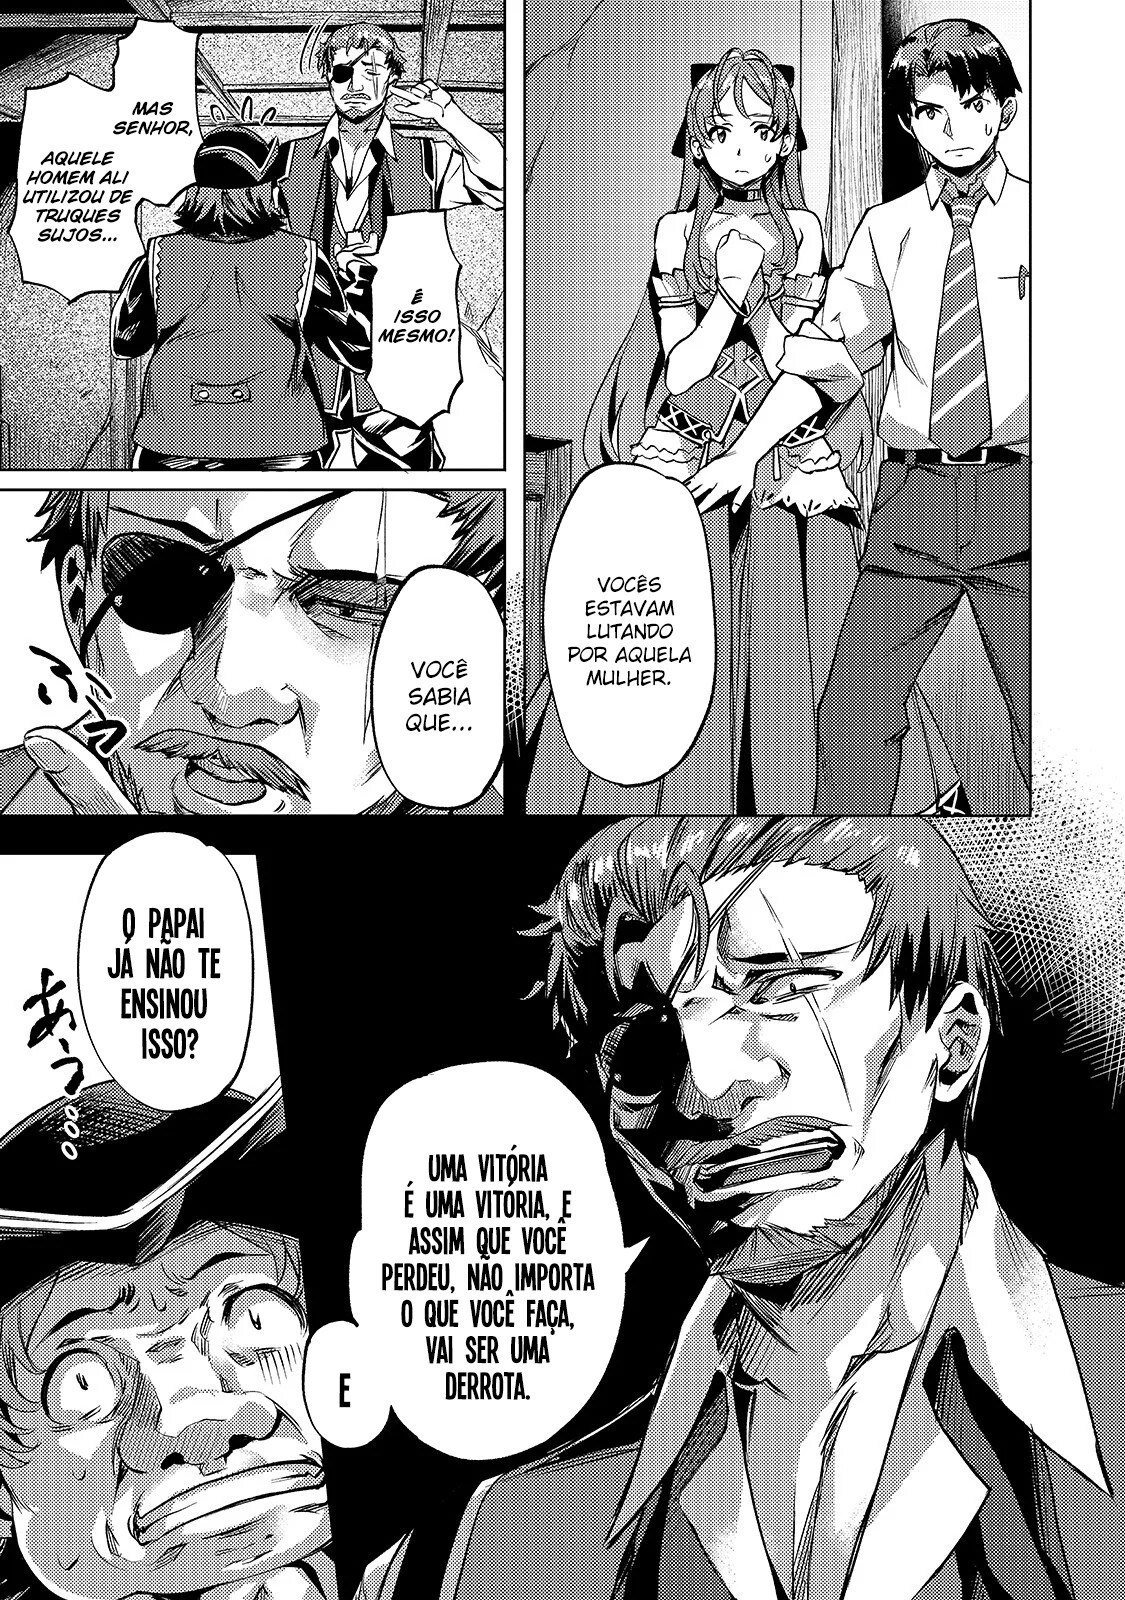 VOCÊS
ESTAVAM
LUTANDO
POR AQUELA
MULHER.
É
ISSO
MESMO!
MAS
SENHOR,
AQUELE
HOMEM ALI
UTILIZOU DE
TRUQUES
SUJOS...
VOCÊ
SABIA
QUE...
UMA VITÓRIA
É UMA VITÓRIA, E
ASSIM QUE VOCÊ
PERDEU, NÃO IMPORTA
O QUE VOCÊ FAÇA,
VAI SER UMA
DERROTA.
E
O PAPAI
JÁ NÃO TE
ENSINOU
ISSO?
あぅ...